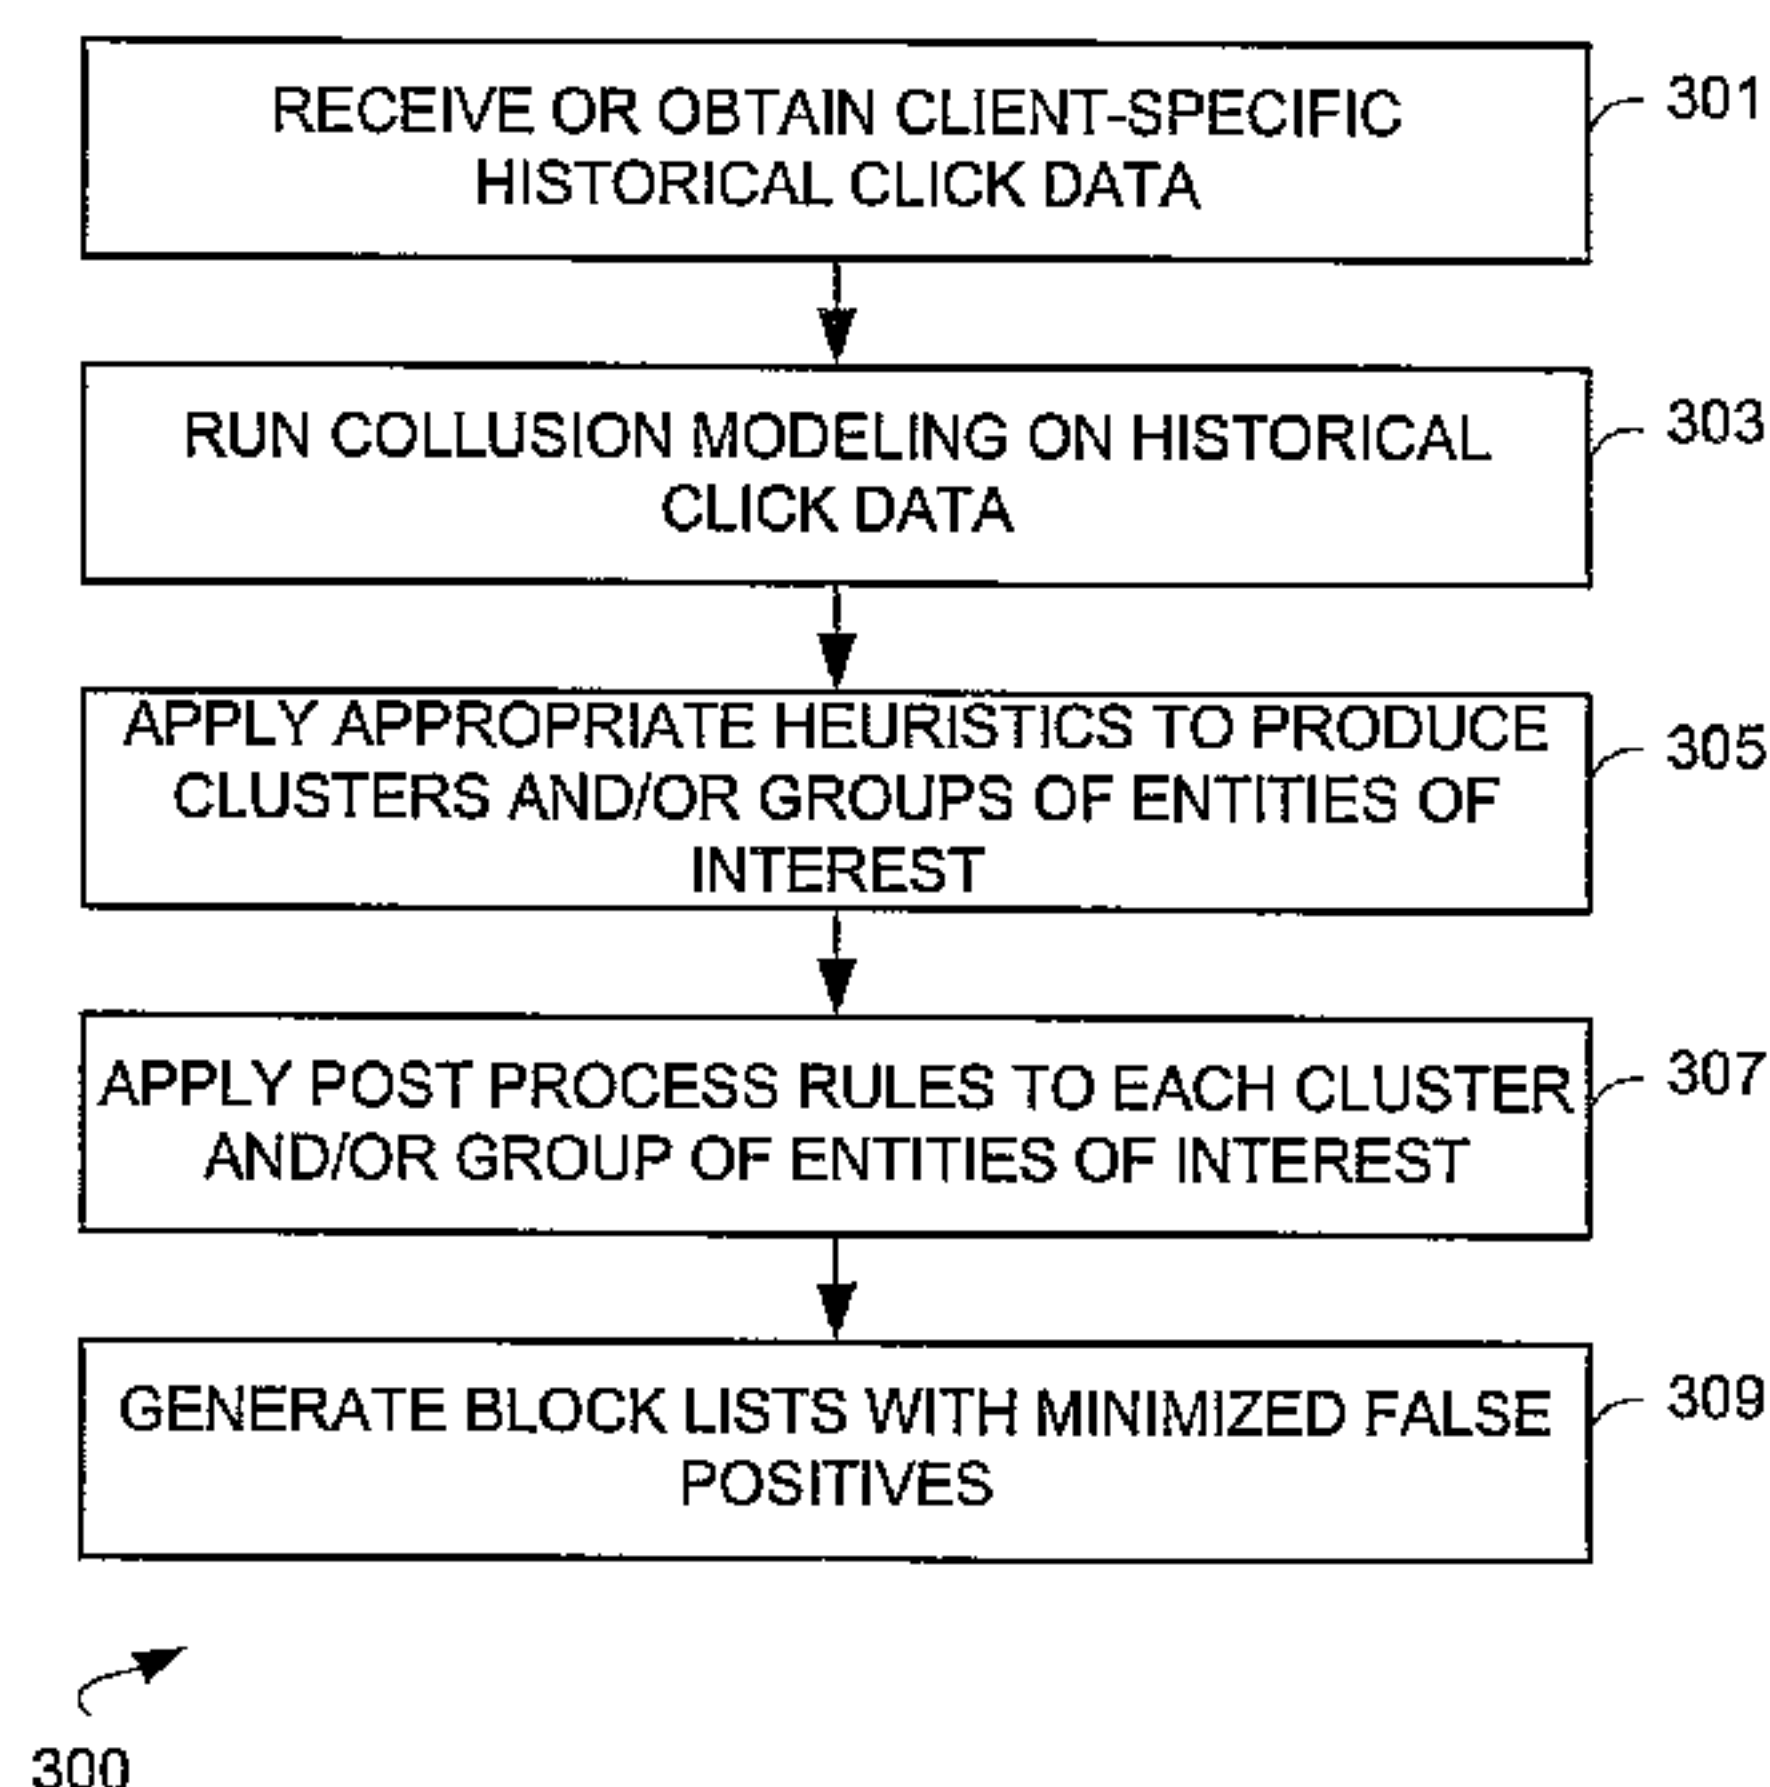 RECEIVE OR OBTAIN CLIENT-SPECIFIC
HISTORICAL CLICK DATA
301
RUN COLLUSION MODELING ON HISTORICAL
CLICK DATA
303
APPLY APPROPRIATE HEURISTICS TO PRODUCE
CLUSTERS AND/OR GROUPS OF ENTITIES OF
INTEREST
305
APPLY POST PROCESS RULES TO EACH CLUSTER
AND/OR GROUP OF ENTITIES OF INTEREST
307
GENERATE BLOCK LISTS WITH MINIMIZED FALSE
POSITIVES
309
300